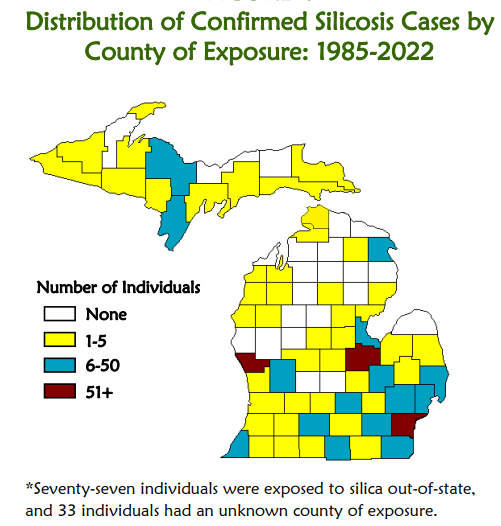 Distribution of Confirmed Silicosis Cases by
County of Exposure: 1985-2022
Number of Individuals
None
1-5
6-50
51+
*Seventy-seven individuals were exposed to silica out-of-state,
and 33 individuals had an unknown county of exposure.